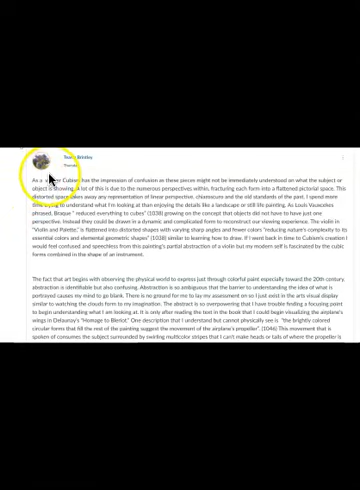 As a Cubism has the impression of confusion as these pieces might not be immediately understood on what the subject or
object is showing. A lot of this is due to the numerous perspectives within, fracturing each form into a flattened pictorial space. This
distorted space takes away any representation of linear perspective, chiaroscuro and the old standards of the past. I spend more
time trying to understand what I'm looking at than enjoying the details like a landscape or still life painting. As Louis Vauxcelles
phrased, Braque " reduced everything to cubes" (1038) growing on the concept that objects did not have to have just one
perspective. Instead they could be drawn in a dynamic and complicated form to reconstruct our viewing experience. The violin in
"Violin and Palette," is flattened into distorted shapes with varying sharp angles and fewer colors "reducing nature's complexity to its
essential colors and elemental geometric shapes" (1038) similar to learning how to draw. If I went back in time to Cubism's creation I
would feel confused and speechless from this painting's partial abstraction of a violin but my modern self is fascinated by the cubic
forms combined in the shape of an instrument.
The fact that art begins with observing the physical world to express just through colorful paint especially toward the 20th century,
abstraction is identifiable but also confusing. Abstraction is so ambiguous that the barrier to understanding the idea of what is
portrayed causes my mind to go blank. There is no ground for me to lay my assessment on so I just exist in the arts visual display
similar to watching the clouds form to my imagination. The abstract is so overpowering that I have trouble finding a focusing point
to begin understanding what I am looking at. It is only after reading the text in the book that I could begin visualizing the airplane's
wings in Delaunay's "Homage to Bleriot." One description that I understand but cannot physically see is "the brightly colored
circular forms that fill the rest of the painting suggest the movement of the airplane's propeller". (1046) This movement that is
spoken of consumes the subject surrounded by swirling multicolor stripes that I can't make heads or tails of where the propeller is